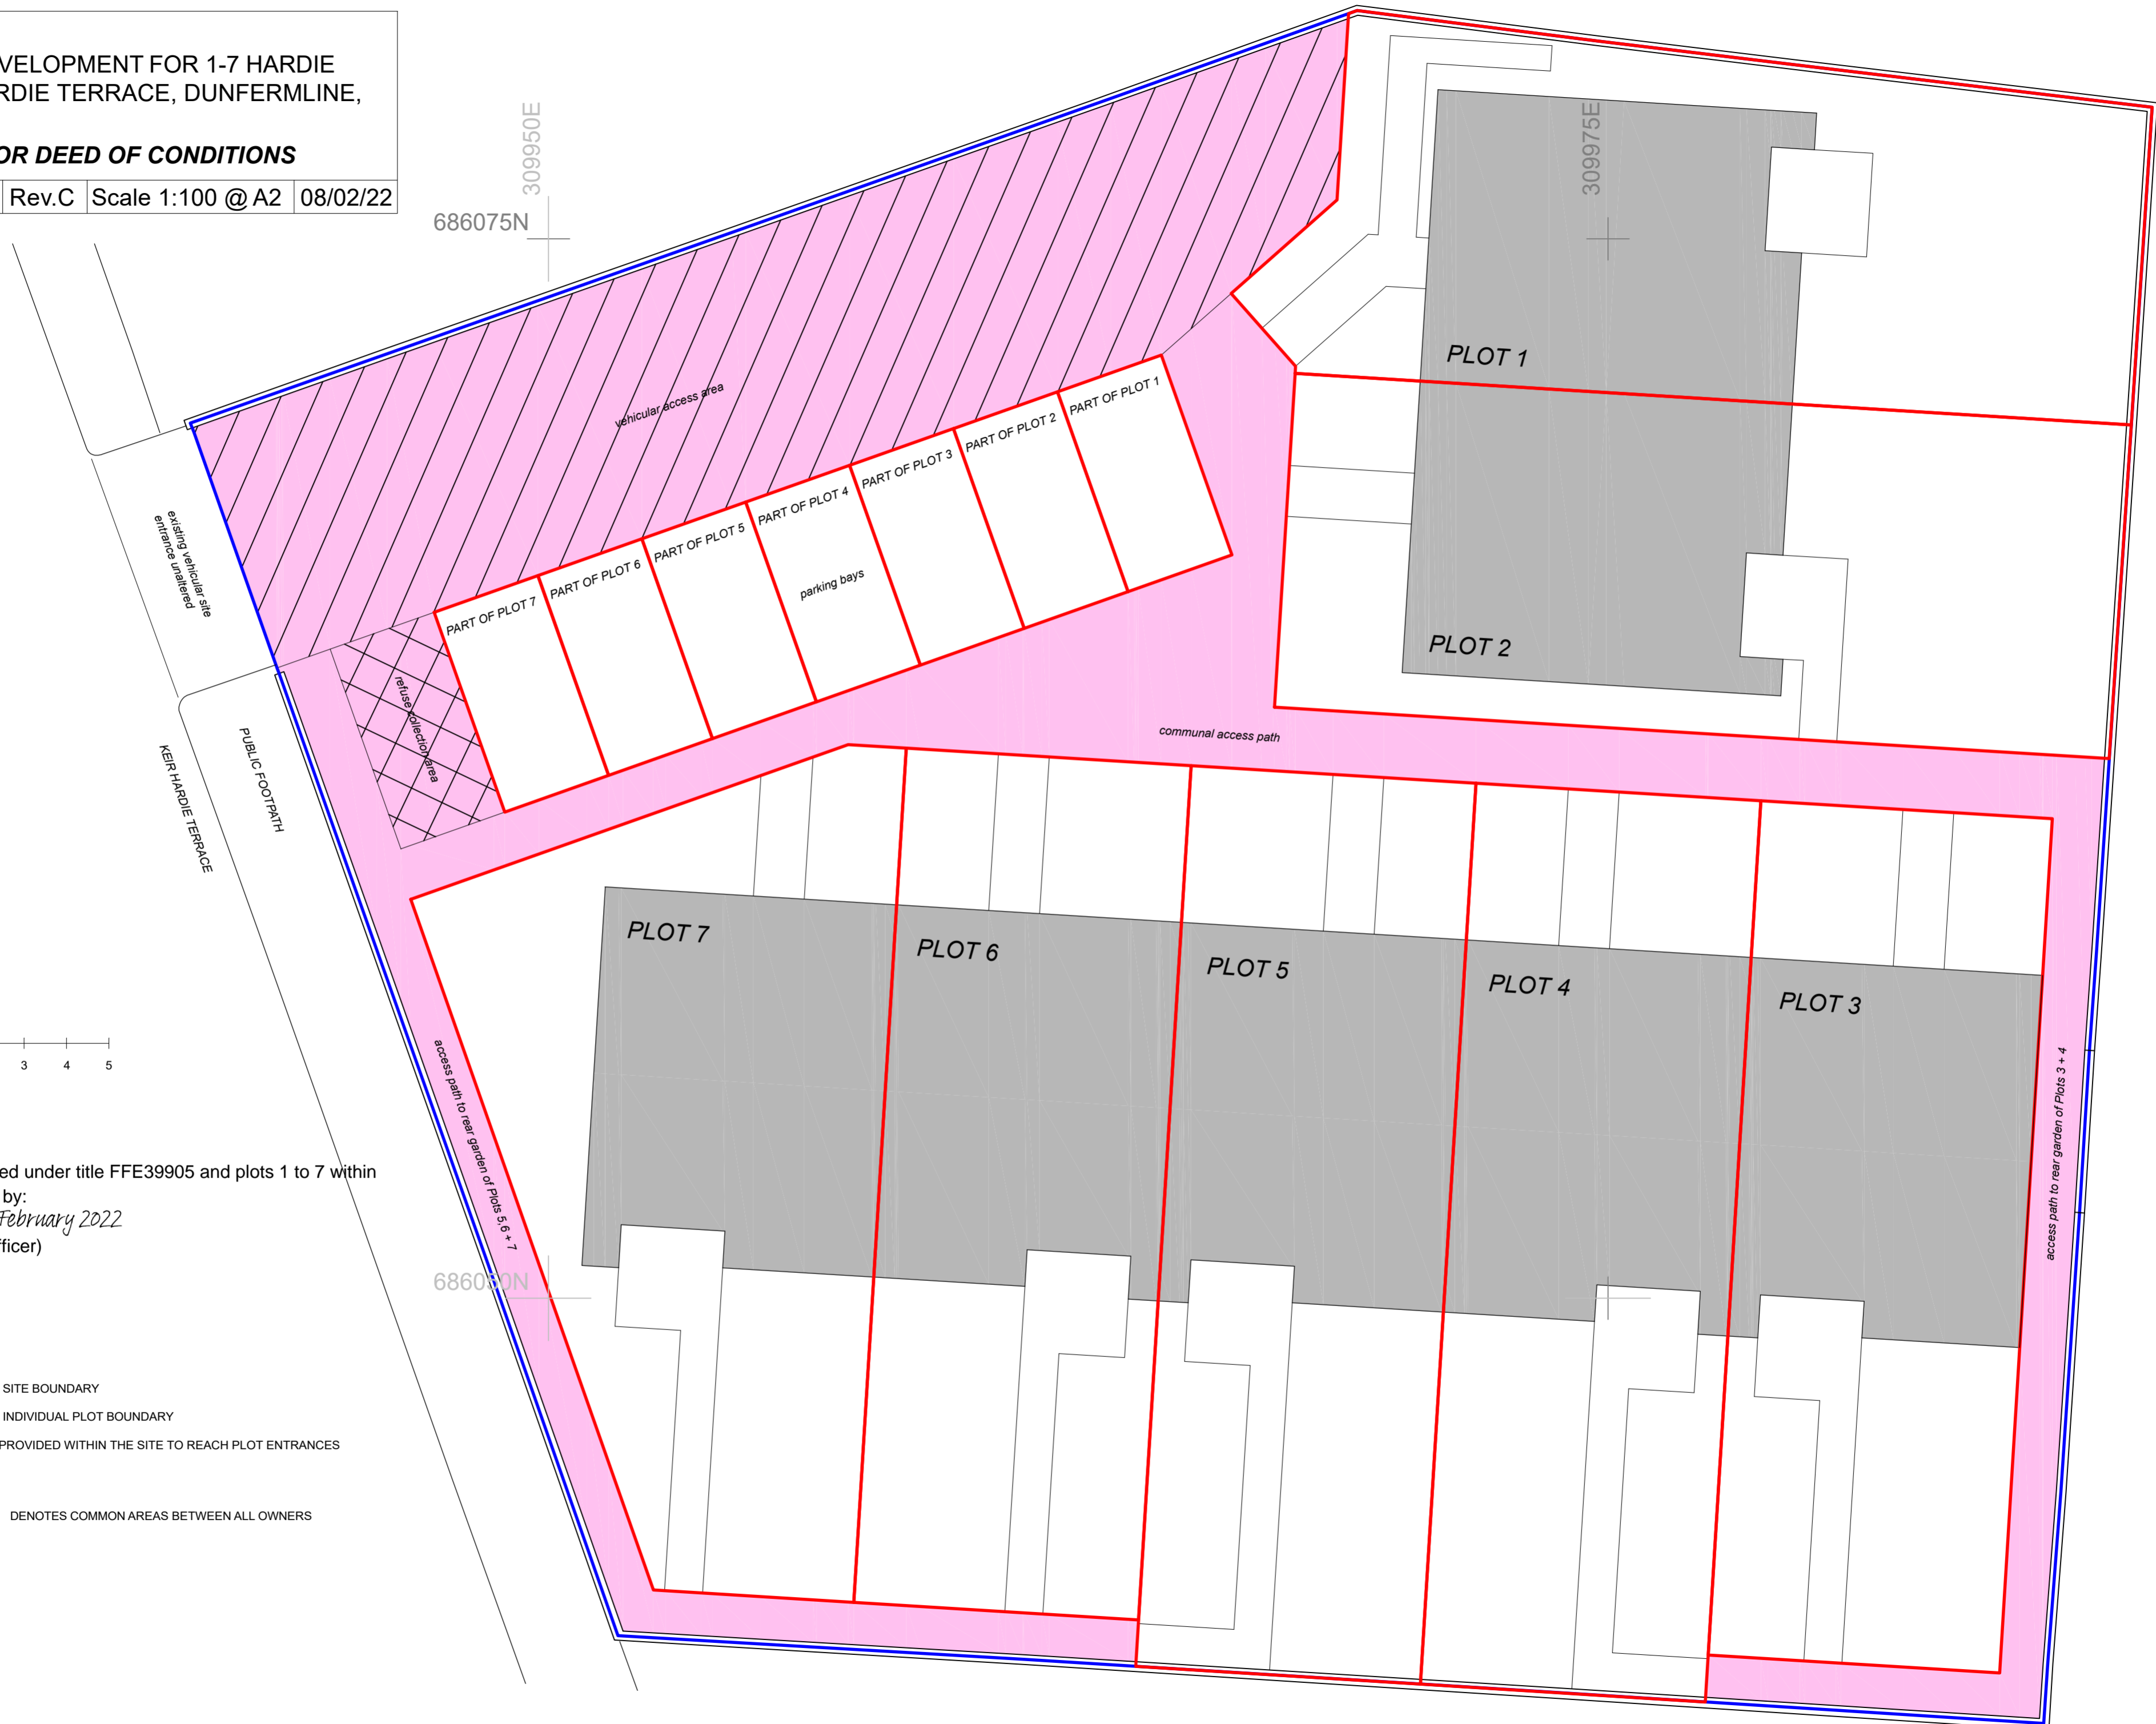 VELOPMENT FOR 1-7 HARDIE
RDIE TERRACE, DUNFERMLINE,
OR DEED OF CONDITIONS
Rev.C Scale 1:100 @ A2 08/02/22
309950E
686075N
309975E
PLOT 1
vehicular access area
PART OF PLOT 1
PART OF PLOT 2
PART OF PLOT 3
PART OF PLOT 4
PART OF PLOT 5
PART OF PLOT 6
PART OF PLOT 7
parking bays
existing vehicular site
entrance unaltered
refuse collection area
PLOT 2
communal access path
PUBLIC FOOTPATH
KEIR HARDIE TERRACE
PLOT 7
PLOT 6
PLOT 5
PLOT 4
PLOT 3
3 4 5
access path to rear garden of Plots 5,6 + 7
access path to rear garden of Plots 3 + 4
ed under title FFE39905 and plots 1 to 7 within
by:
February 2022
fficer)
686050N
SITE BOUNDARY
INDIVIDUAL PLOT BOUNDARY
PROVIDED WITHIN THE SITE TO REACH PLOT ENTRANCES
DENOTES COMMON AREAS BETWEEN ALL OWNERS